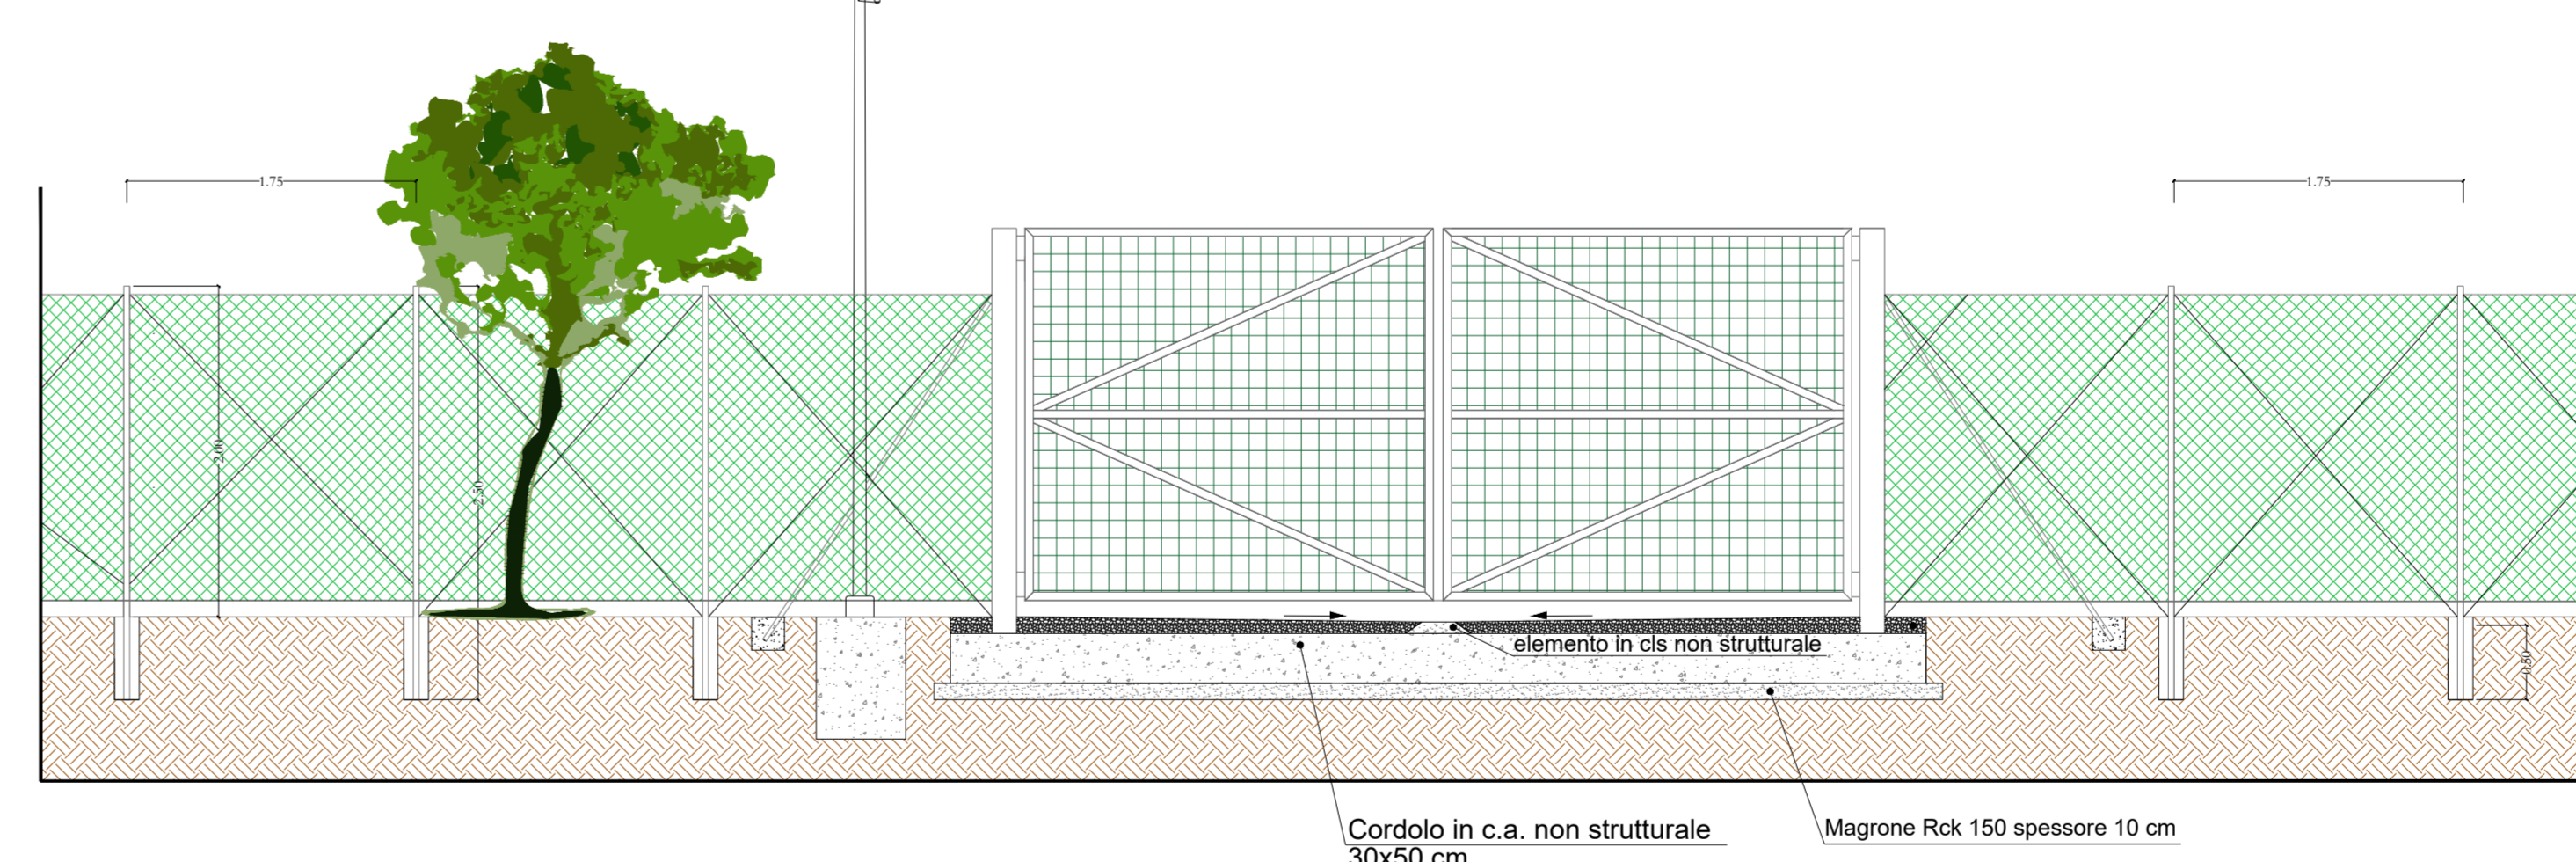 1.75
1.75
2.00
2.50
elemento in cls non strutturale
0.50
Cordolo in c.a. non strutturale
30x50 cm
Magrone Rck 150 spessore 10 cm